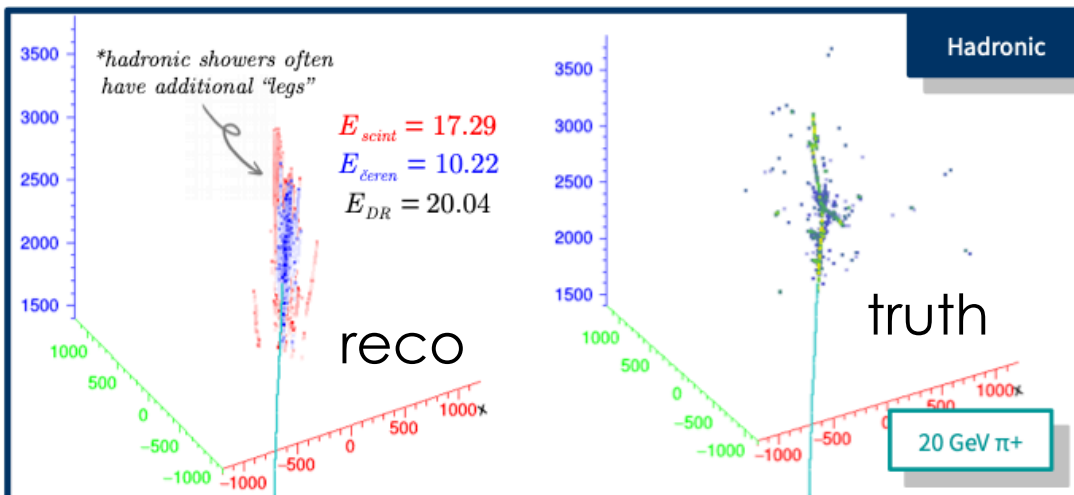 Hadronic
*hadronic showers often
have additional “legs”
E_scint = 17.29
E_čeren = 10.22
E_DR = 20.04
3500
3000
2500
2000
1500
1000
500
0
−500
−1000
−1000
−500
0
500
1000x
reco
3500
3000
2500
2000
1500
1000
500
0
−500
−1000
−1000
−500
0
500
1000x
truth
20 GeV π+